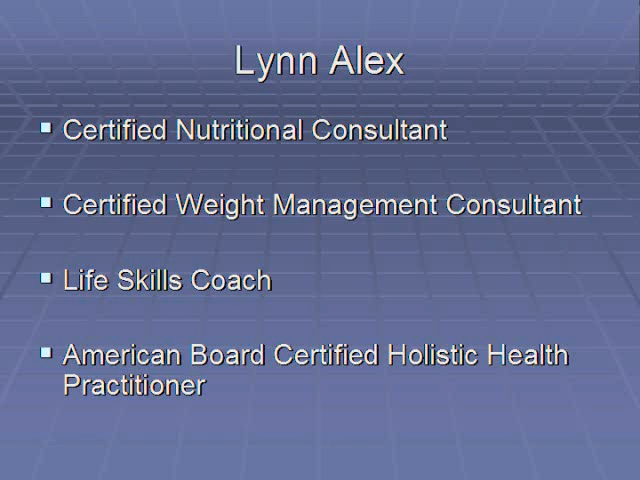 Lynn Alex
Certified Nutritional Consultant
Certified Weight Management Consultant
Life Skills Coach
American Board Certified Holistic Health
Practitioner